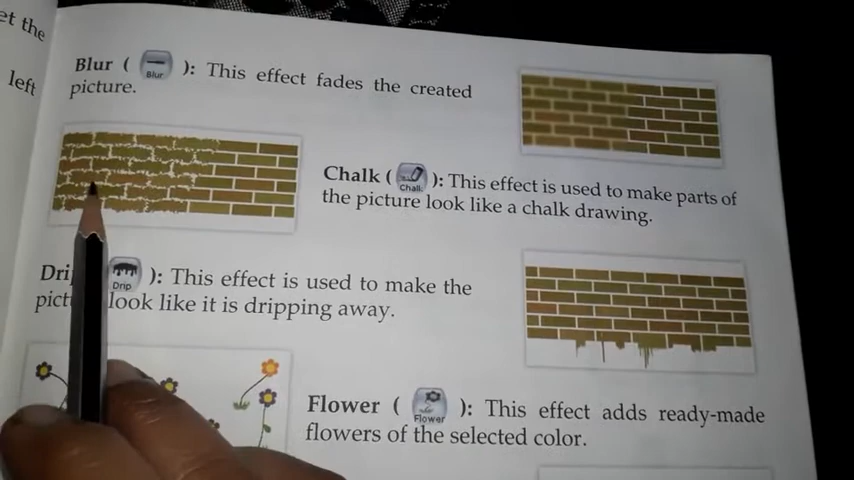 et the
left
Blur ( Blur ): This effect fades the created
picture.
Chalk ( Chalk ): This effect is used to make parts of
the picture look like a chalk drawing.
Drip ): This effect is used to make the
look like it is dripping away.
Flower ( Flower ): This effect adds ready-made
flowers of the selected color.